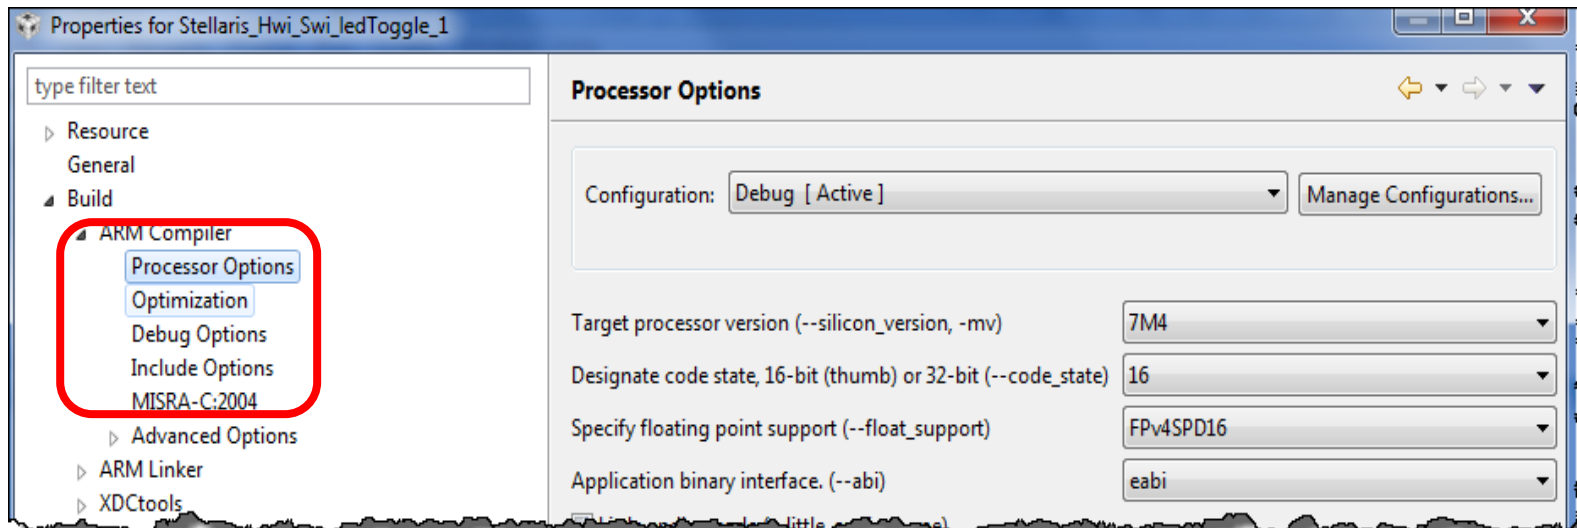 Properties for Stellaris_Hwi_Swi_ledToggle_1
type filter text
Resource
General
Build
ARM Compiler
Processor Options
Optimization
Debug Options
Include Options
MISRA-C:2004
Advanced Options
ARM Linker
XDCtools
Processor Options
Configuration: Debug [ Active ] Manage Configurations...
Target processor version (--silicon_version, -mv) 7M4
Designate code state, 16-bit (thumb) or 32-bit (--code_state) 16
Specify floating point support (--float_support) FPv4SPD16
Application binary interface. (--abi) eabi